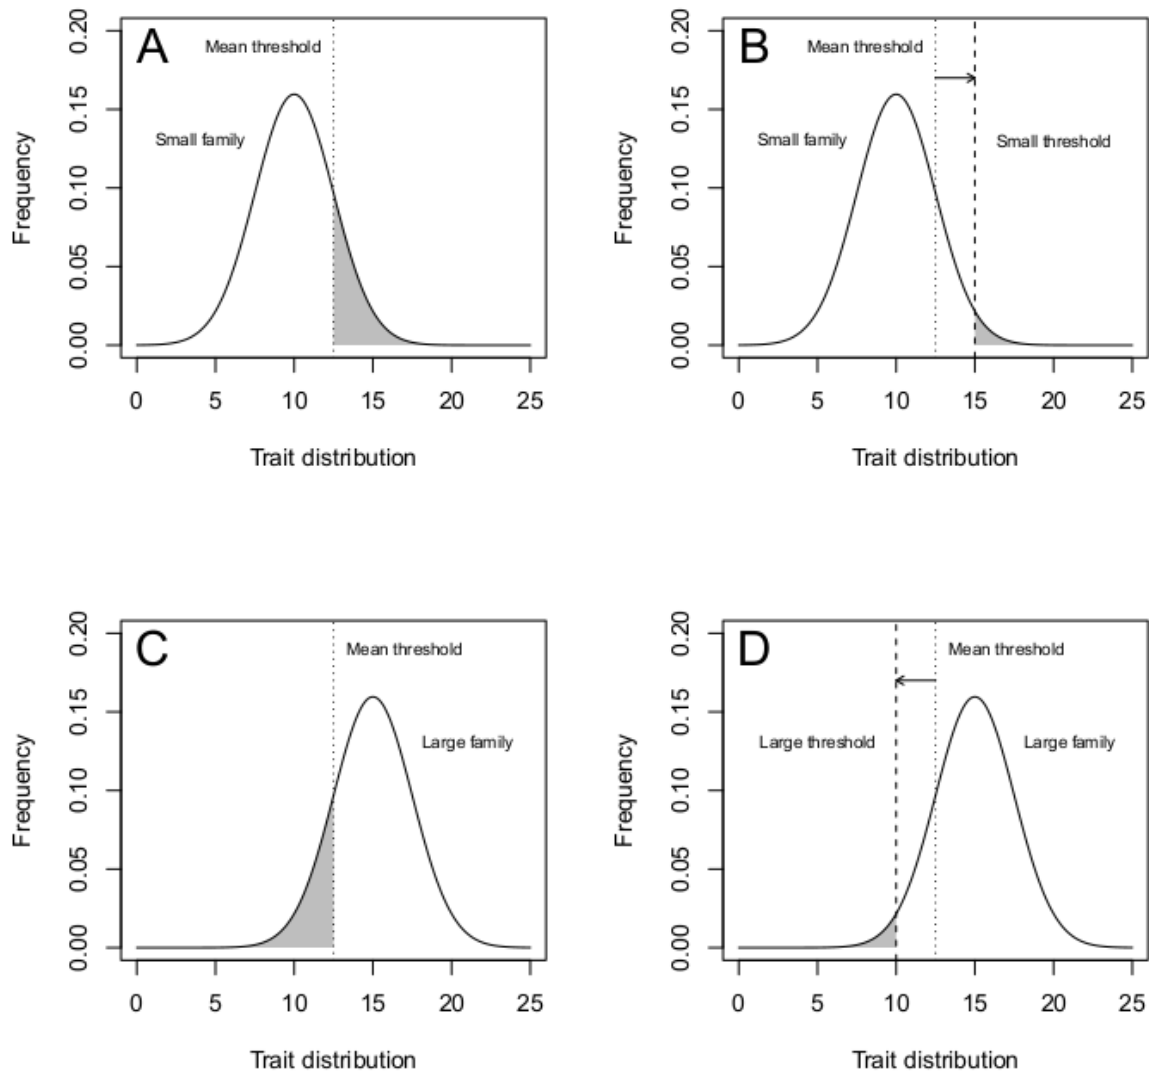 A
Mean threshold
Small family
Frequency
0.00 0.05 0.10 0.15 0.20
0 5 10 15 20 25
Trait distribution
B
Mean threshold
Small family
Small threshold
Frequency
0.00 0.05 0.10 0.15 0.20
0 5 10 15 20 25
Trait distribution
C
Mean threshold
Large family
Frequency
0.00 0.05 0.10 0.15 0.20
0 5 10 15 20 25
Trait distribution
D
Mean threshold
Large threshold
Large family
Frequency
0.00 0.05 0.10 0.15 0.20
0 5 10 15 20 25
Trait distribution